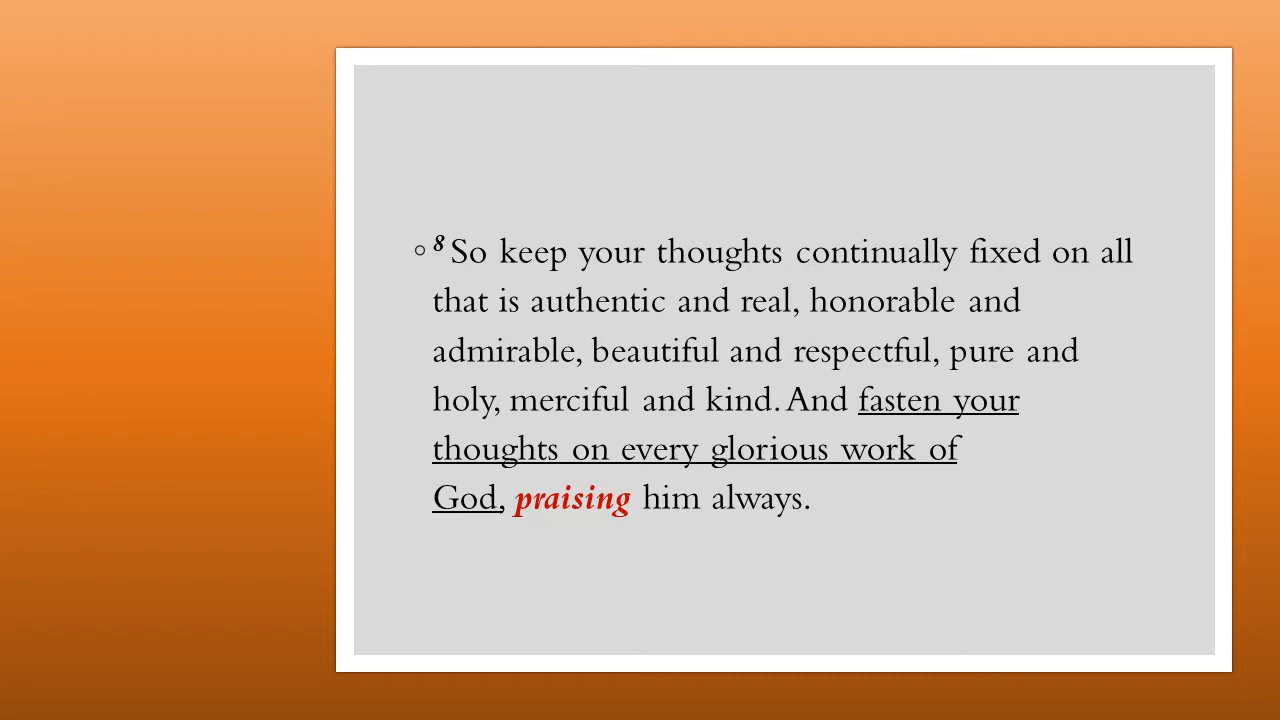 ◦ 8 So keep your thoughts continually fixed on all
that is authentic and real, honorable and
admirable, beautiful and respectful, pure and
holy, merciful and kind. And fasten your
thoughts on every glorious work of
God, praising him always.